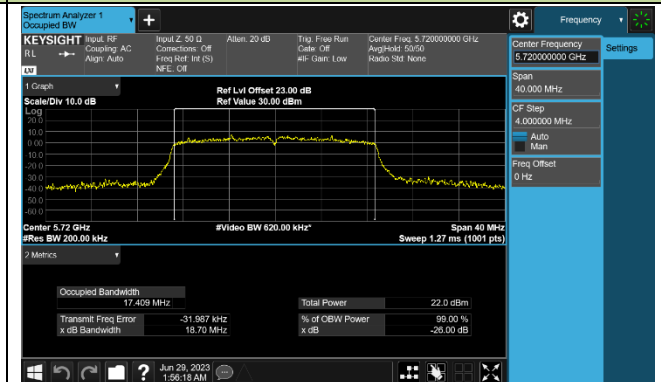 Spectrum Analyzer 1
Occupied BW
+
Frequency
KEYSIGHT
RL
LXI
Input: RF
Coupling: AC
Align: Auto
Input Z: 50 Ω
Corrections: Off
Freq Ref: Int (S)
NFE: Off
Atten: 20 dB
Trig: Free Run
Gate: Off
#IF Gain: Low
Center Freq: 5.720000000 GHz
Avg|Hold: 50/50
Radio Std: None
Center Frequency
5.720000000 GHz
Settings
Span
40.000 MHz
CF Step
4.000000 MHz
Auto
Man
Freq Offset
0 Hz
1 Graph
Scale/Div 10.0 dB
Ref Lvl Offset 23.00 dB
Ref Value 30.00 dBm
Log
20.0
10.0
0.00
-10.0
-20.0
-30.0
-40.0
-50.0
-60.0
Center 5.72 GHz
#Video BW 620.00 kHz*
Span 40 MHz
#Res BW 200.00 kHz
Sweep 1.27 ms (1001 pts)
2 Metrics
Occupied Bandwidth
17.409 MHz
Total Power
22.0 dBm
Transmit Freq Error
-31.987 kHz
% of OBW Power
99.00 %
x dB Bandwidth
18.70 MHz
x dB
-26.00 dB
?
Jun 29, 2023
1:56:18 AM